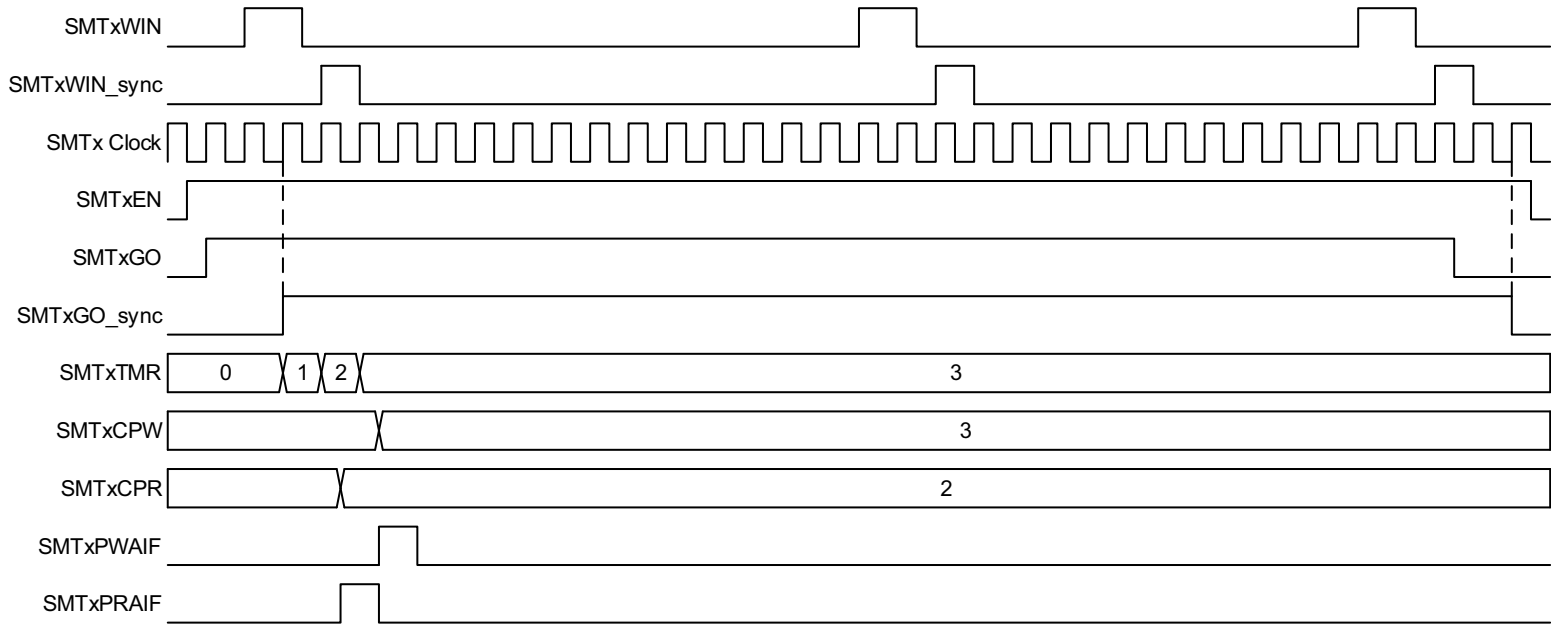 SMTxWIN
SMTxWIN_sync
SMTx Clock
SMTxEN
SMTxGO
SMTxGO_sync
SMTxTMR 0 1 2 3
SMTxCPW 3
SMTxCPR 2
SMTxPWAIF
SMTxPRAIF